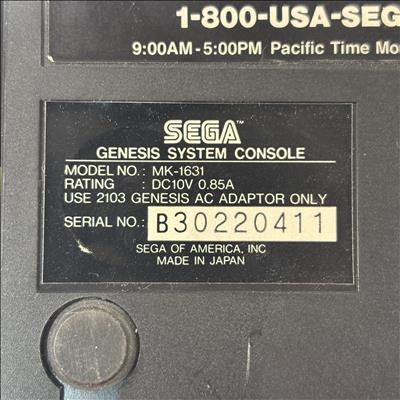 1-800-USA-SEG
9:00AM-5:00PM Pacific Time Mo
SEGA™
GENESIS SYSTEM CONSOLE
MODEL NO.: MK-1631
RATING : DC10V 0.85A
USE 2103 GENESIS AC ADAPTOR ONLY
SERIAL NO.: B30220411
SEGA OF AMERICA, INC
MADE IN JAPAN